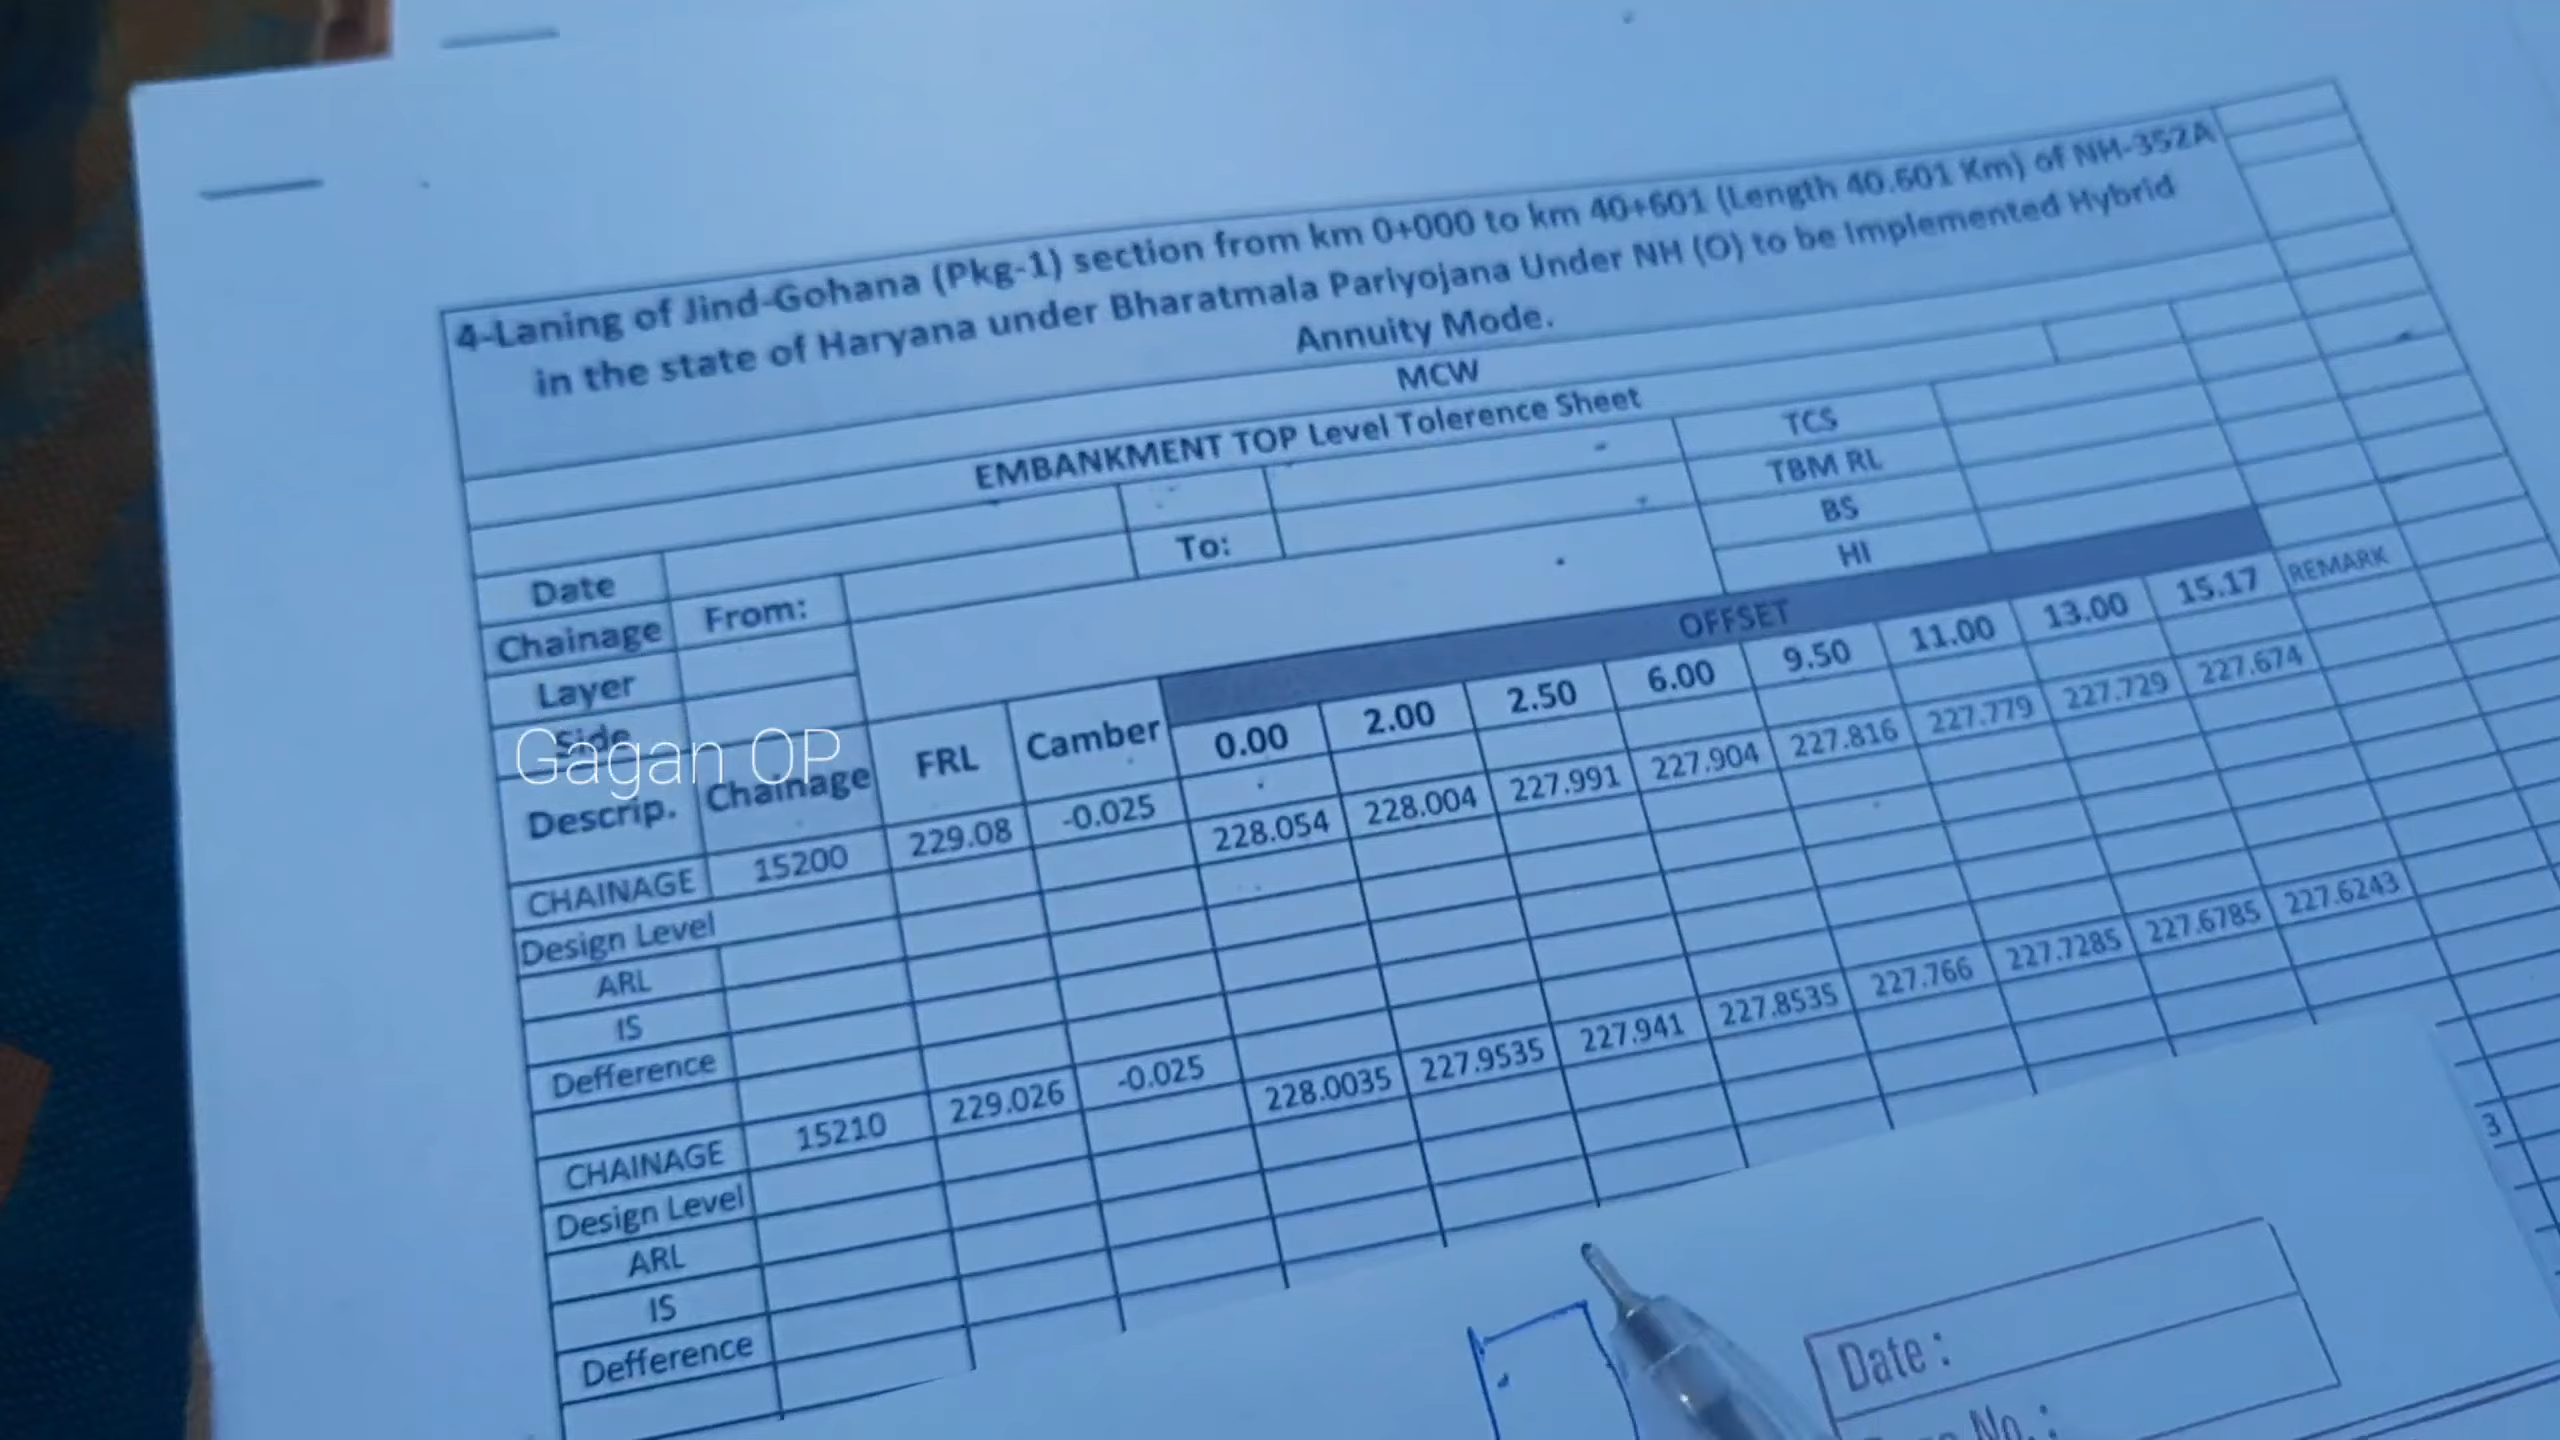 4-Laning of Jind-Gohana (Pkg-1) section from km 0+000 to km 40+601 (Length 40.601 Km) of NH-352A
in the state of Haryana under Bharatmala Pariyojana Under NH (O) to be Implemented Hybrid
Annuity Mode.
MCW
EMBANKMENT TOP Level Tolerence Sheet
TCS
TBM RL
Date
BS
Chainage From: To:
HI
Layer
Side
Gagan OP
OFFSET
Descrip. Chainage FRL Camber 0.00 2.00 2.50 6.00 9.50 11.00 13.00 15.17 REMARK
CHAINAGE 15200 229.08 -0.025
Design Level 228.054 228.004 227.991 227.904 227.816 227.779 227.729 227.674
ARL
IS
Defference
CHAINAGE 15210 229.026 -0.025
Design Level 228.0035 227.9535 227.941 227.8535 227.766 227.7285 227.6785 227.6243
ARL
IS
Defference
3
Date :
No. :